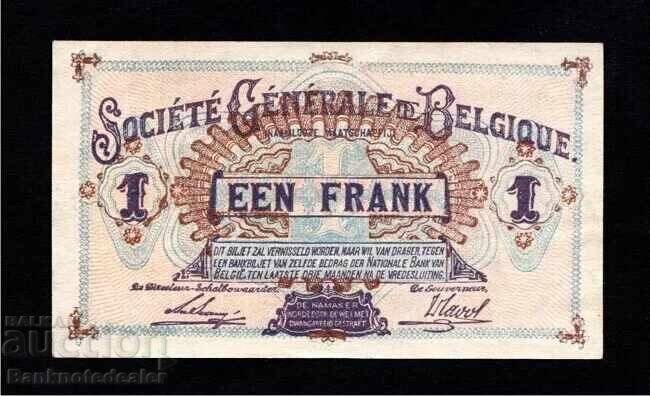 SOCIÉTÉ GÉNÉRALE DE BELGIQUE.
(NAAMLOOZE MAATSCHAPPIJ)
1 EEN FRANK 1
DIT BILJET ZAL VERWISSELD WORDEN, NAAR WIL VAN DRAGER, TEGEN
EEN BANKBILJET VAN ZELFDE BEDRAG DER NATIONALE BANK VAN
BELGIË, TEN LAATSTE DRIE MAANDEN NA DE VREDESLUITING.
De Directeur-Schatbewaarder, De Gouverneur,
DE NAMAKER
WORDT DOOR DE WET MET
DWANGARBEID GESTRAFT
BALKAN
auction
Banknotedealer